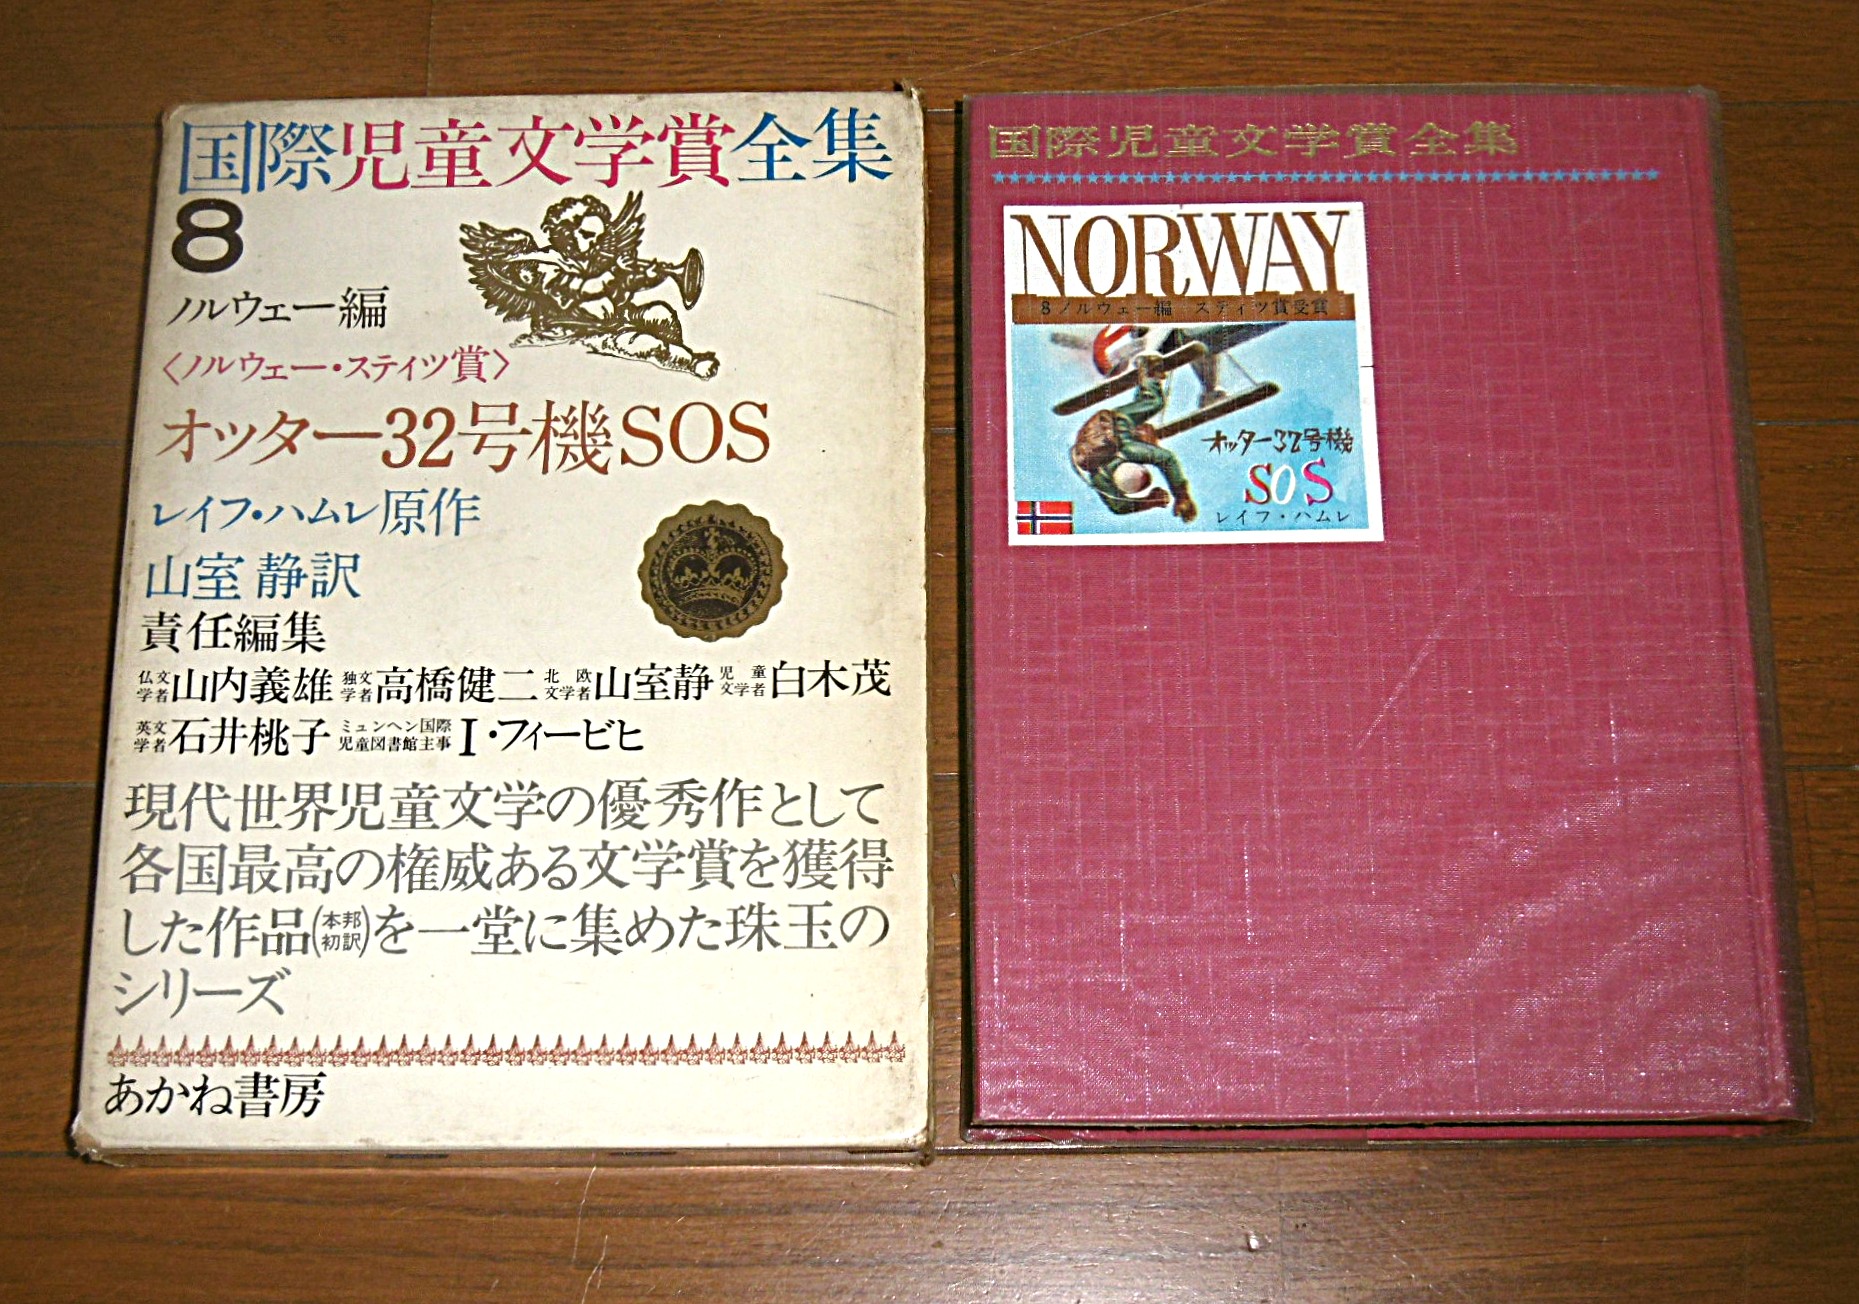 国際児童文学賞全集
8
ノルウェー編
〈ノルウェー・スティツ賞〉
オッター32号機SOS
レイフ・ハムレ原作
山室 静訳
責任編集
仏文学者 山内義雄 独文学者 高橋健二 北欧文学者 山室静 児童文学者 白木茂
英文学者 石井桃子 ミュンヘン国際児童図書館主事 I・フィービヒ
現代世界児童文学の優秀作として
各国最高の権威ある文学賞を獲得
した作品(本邦初訳)を一堂に集めた珠玉の
シリーズ
あかね書房
国際児童文学賞全集
NORWAY
8 ノルウェー編 スティツ賞受賞
オッター32号機
SOS
レイフ・ハムレ